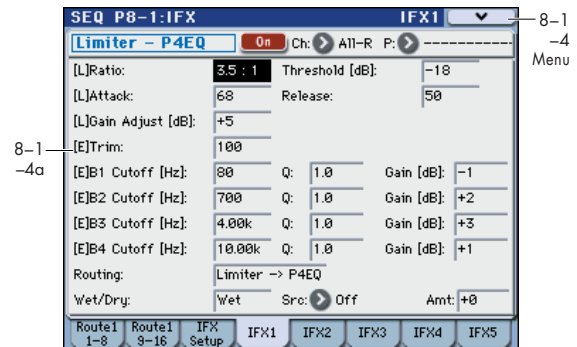 SEQ P8-1:IFX IFX1
8–1
–4
Menu
Limiter – P4EQ On Ch: All-R P: ------------
[L]Ratio: 3.5 : 1 Threshold [dB]: -18
[L]Attack: 68 Release: 50
[L]Gain Adjust [dB]: +5
8–1
–4a
[E]Trim: 100
[E]B1 Cutoff [Hz]: 80 Q: 1.0 Gain [dB]: -1
[E]B2 Cutoff [Hz]: 700 Q: 1.0 Gain [dB]: +2
[E]B3 Cutoff [Hz]: 4.00k Q: 1.0 Gain [dB]: +3
[E]B4 Cutoff [Hz]: 10.00k Q: 1.0 Gain [dB]: +1
Routing: Limiter -> P4EQ
Wet/Dry: Wet Src: Off Amt: +0
Route1 1-8 Route1 9-16 IFX Setup IFX1 IFX2 IFX3 IFX4 IFX5